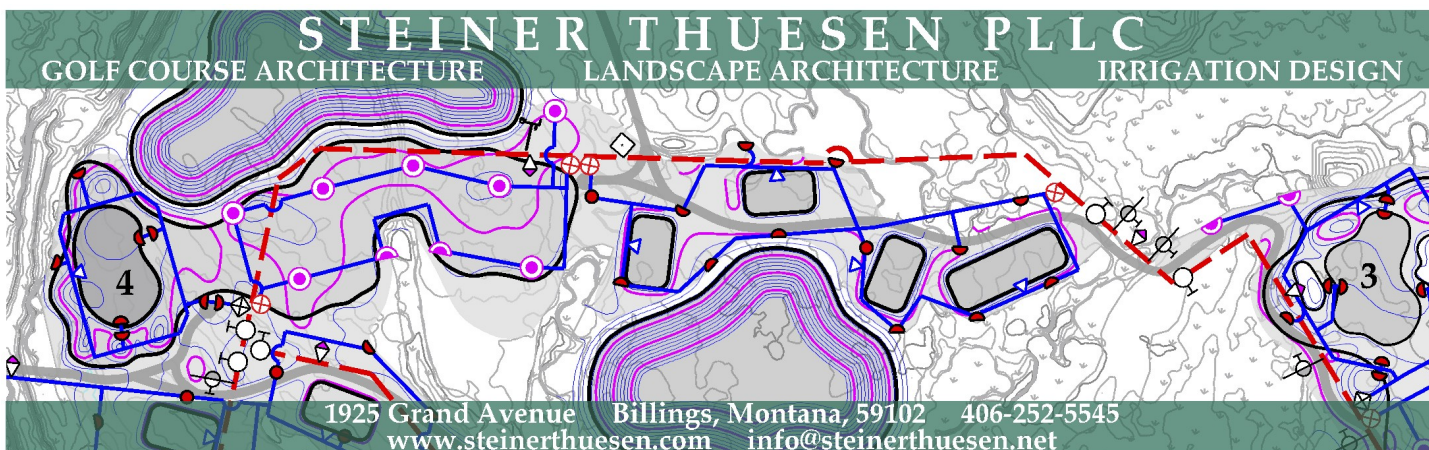 STEINER THUESEN PLLC
GOLF COURSE ARCHITECTURE LANDSCAPE ARCHITECTURE IRRIGATION DESIGN
4
3
1925 Grand Avenue Billings, Montana, 59102 406-252-5545
www.steinerthuesen.com info@steinerthuesen.net